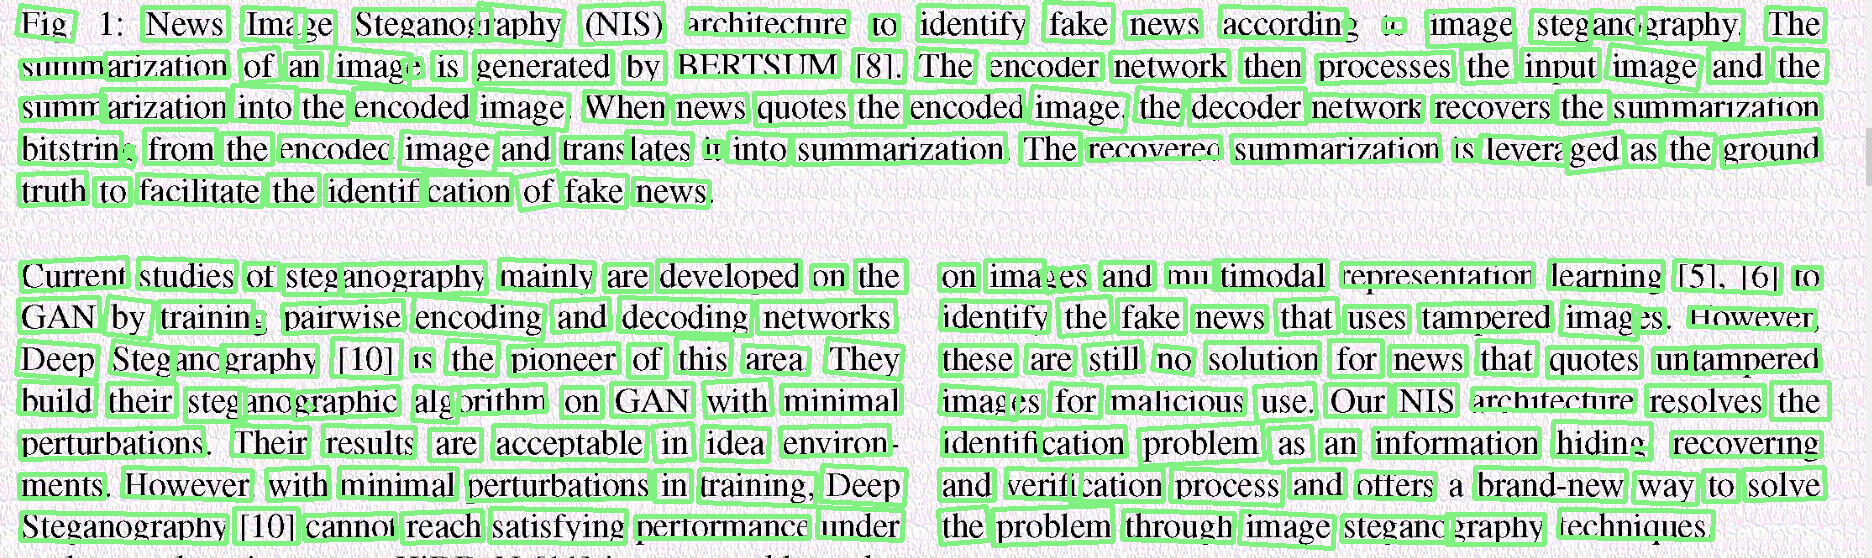 Fig 1: News Image Steganography (NIS) architecture to identify fake news according to image steganography. The
summarization of an image is generated by BERTSUM [8]. The encoder network then processes the input image and the
summarization into the encoded image. When news quotes the encoded image, the decoder network recovers the summarization
bitstring from the encoded image and translates it into summarization. The recovered summarization is leveraged as the ground
truth to facilitate the identification of fake news.
Current studies of steganography mainly are developed on the
GAN by training pairwise encoding and decoding networks
Deep Steganography [10] is the pioneer of this area. They
build their steganographic algorithm on GAN with minimal
perturbations. Their results are acceptable in idea environ-
ments. However with minimal perturbations in training, Deep
Steganography [10] cannot reach satisfying performance under
on images and multimodal representation learning [5], [6] to
identify the fake news that uses tampered images. However,
these are still no solution for news that quotes untampered
images for malicious use. Our NIS architecture resolves the
identification problem as an information hiding recovering
and verification process and offers a brand-new way to solve
the problem through image steganography techniques.